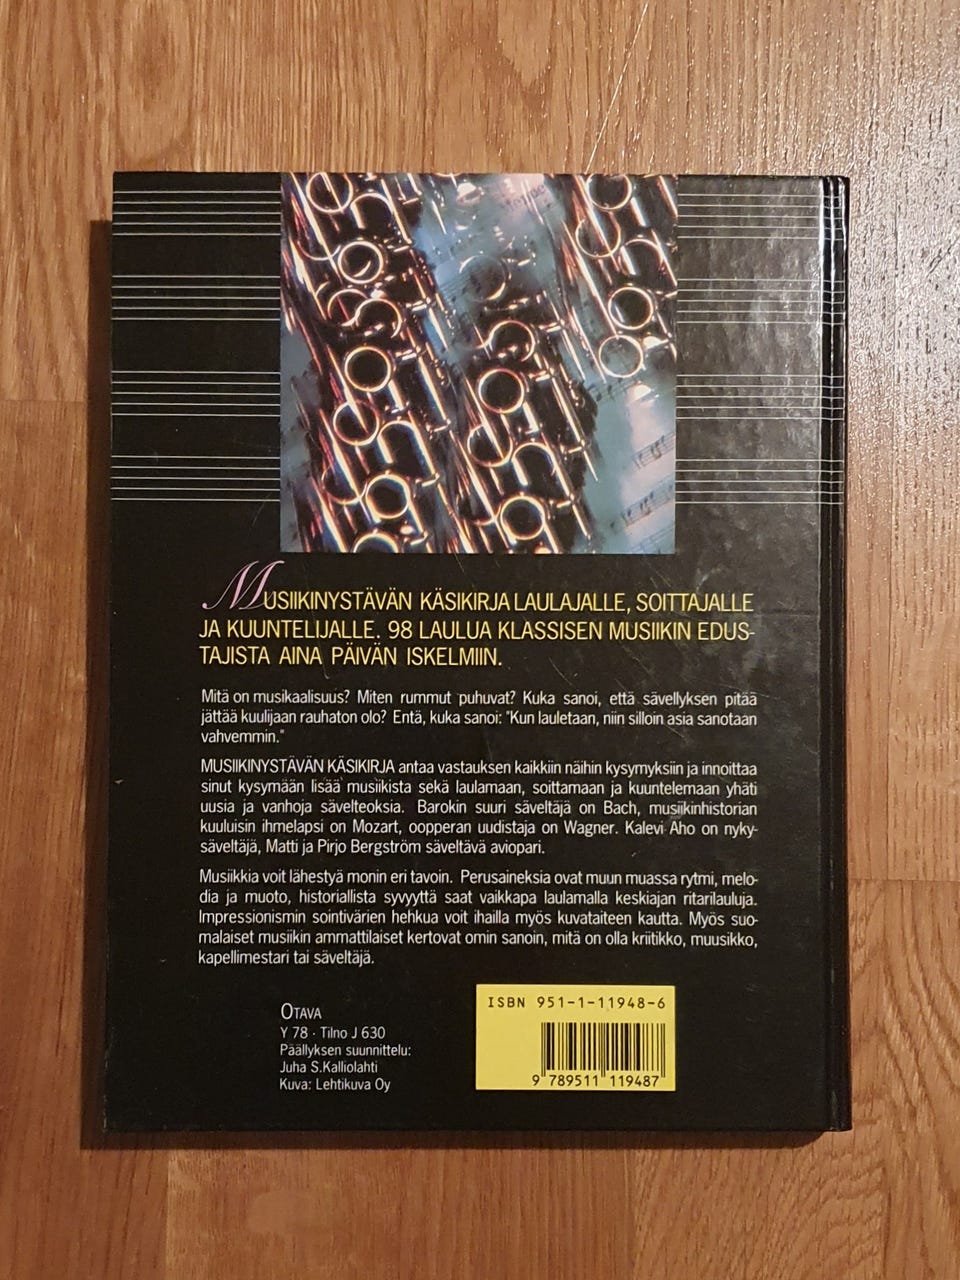 MUSIIKINYSTÄVÄN KÄSIKIRJA LAULAJALLE, SOITTAJALLE
JA KUUNTELIJALLE. 98 LAULUA KLASSISEN MUSIIKIN EDUS-
TAJISTA AINA PÄIVÄN ISKELMIIN.
Mitä on musikaalisuus? Miten rummut puhuvat? Kuka sanoi, että sävellyksen pitää
jättää kuulijaan rauhaton olo? Entä, kuka sanoi: "Kun lauletaan, niin silloin asia sanotaan
vahvemmin."
MUSIIKINYSTÄVÄN KÄSIKIRJA antaa vastauksen kaikkiin näihin kysymyksiin ja innoittaa
sinut kysymään lisää musiikista sekä laulamaan, soittamaan ja kuuntelemaan yhäti
uusia ja vanhoja sävelteoksia. Barokin suuri säveltäjä on Bach, musiikinhistorian
kuuluisin ihmelapsi on Mozart, oopperan uudistaja on Wagner. Kalevi Aho on nyky-
säveltäjä, Matti ja Pirjo Bergström säveltävä aviopari.
Musiikkia voit lähestyä monin eri tavoin. Perusaineksia ovat muun muassa rytmi, melo-
dia ja muoto, historiallista syvyyttä saat vaikkapa laulamalla keskiajan ritarilauluja.
Impressionismin sointivärien hehkua voit ihailla myös kuvataiteen kautta. Myös suo-
malaiset musiikin ammattilaiset kertovat omin sanoin, mitä on olla kriitikko, muusikko,
kapellimestari tai säveltäjä.
OTAVA
Y 78 · Tilno J 630
Päällyksen suunnittelu:
Juha S.Kalliolahti
Kuva: Lehtikuva Oy
ISBN 951-1-11948-6
9 789511 119487